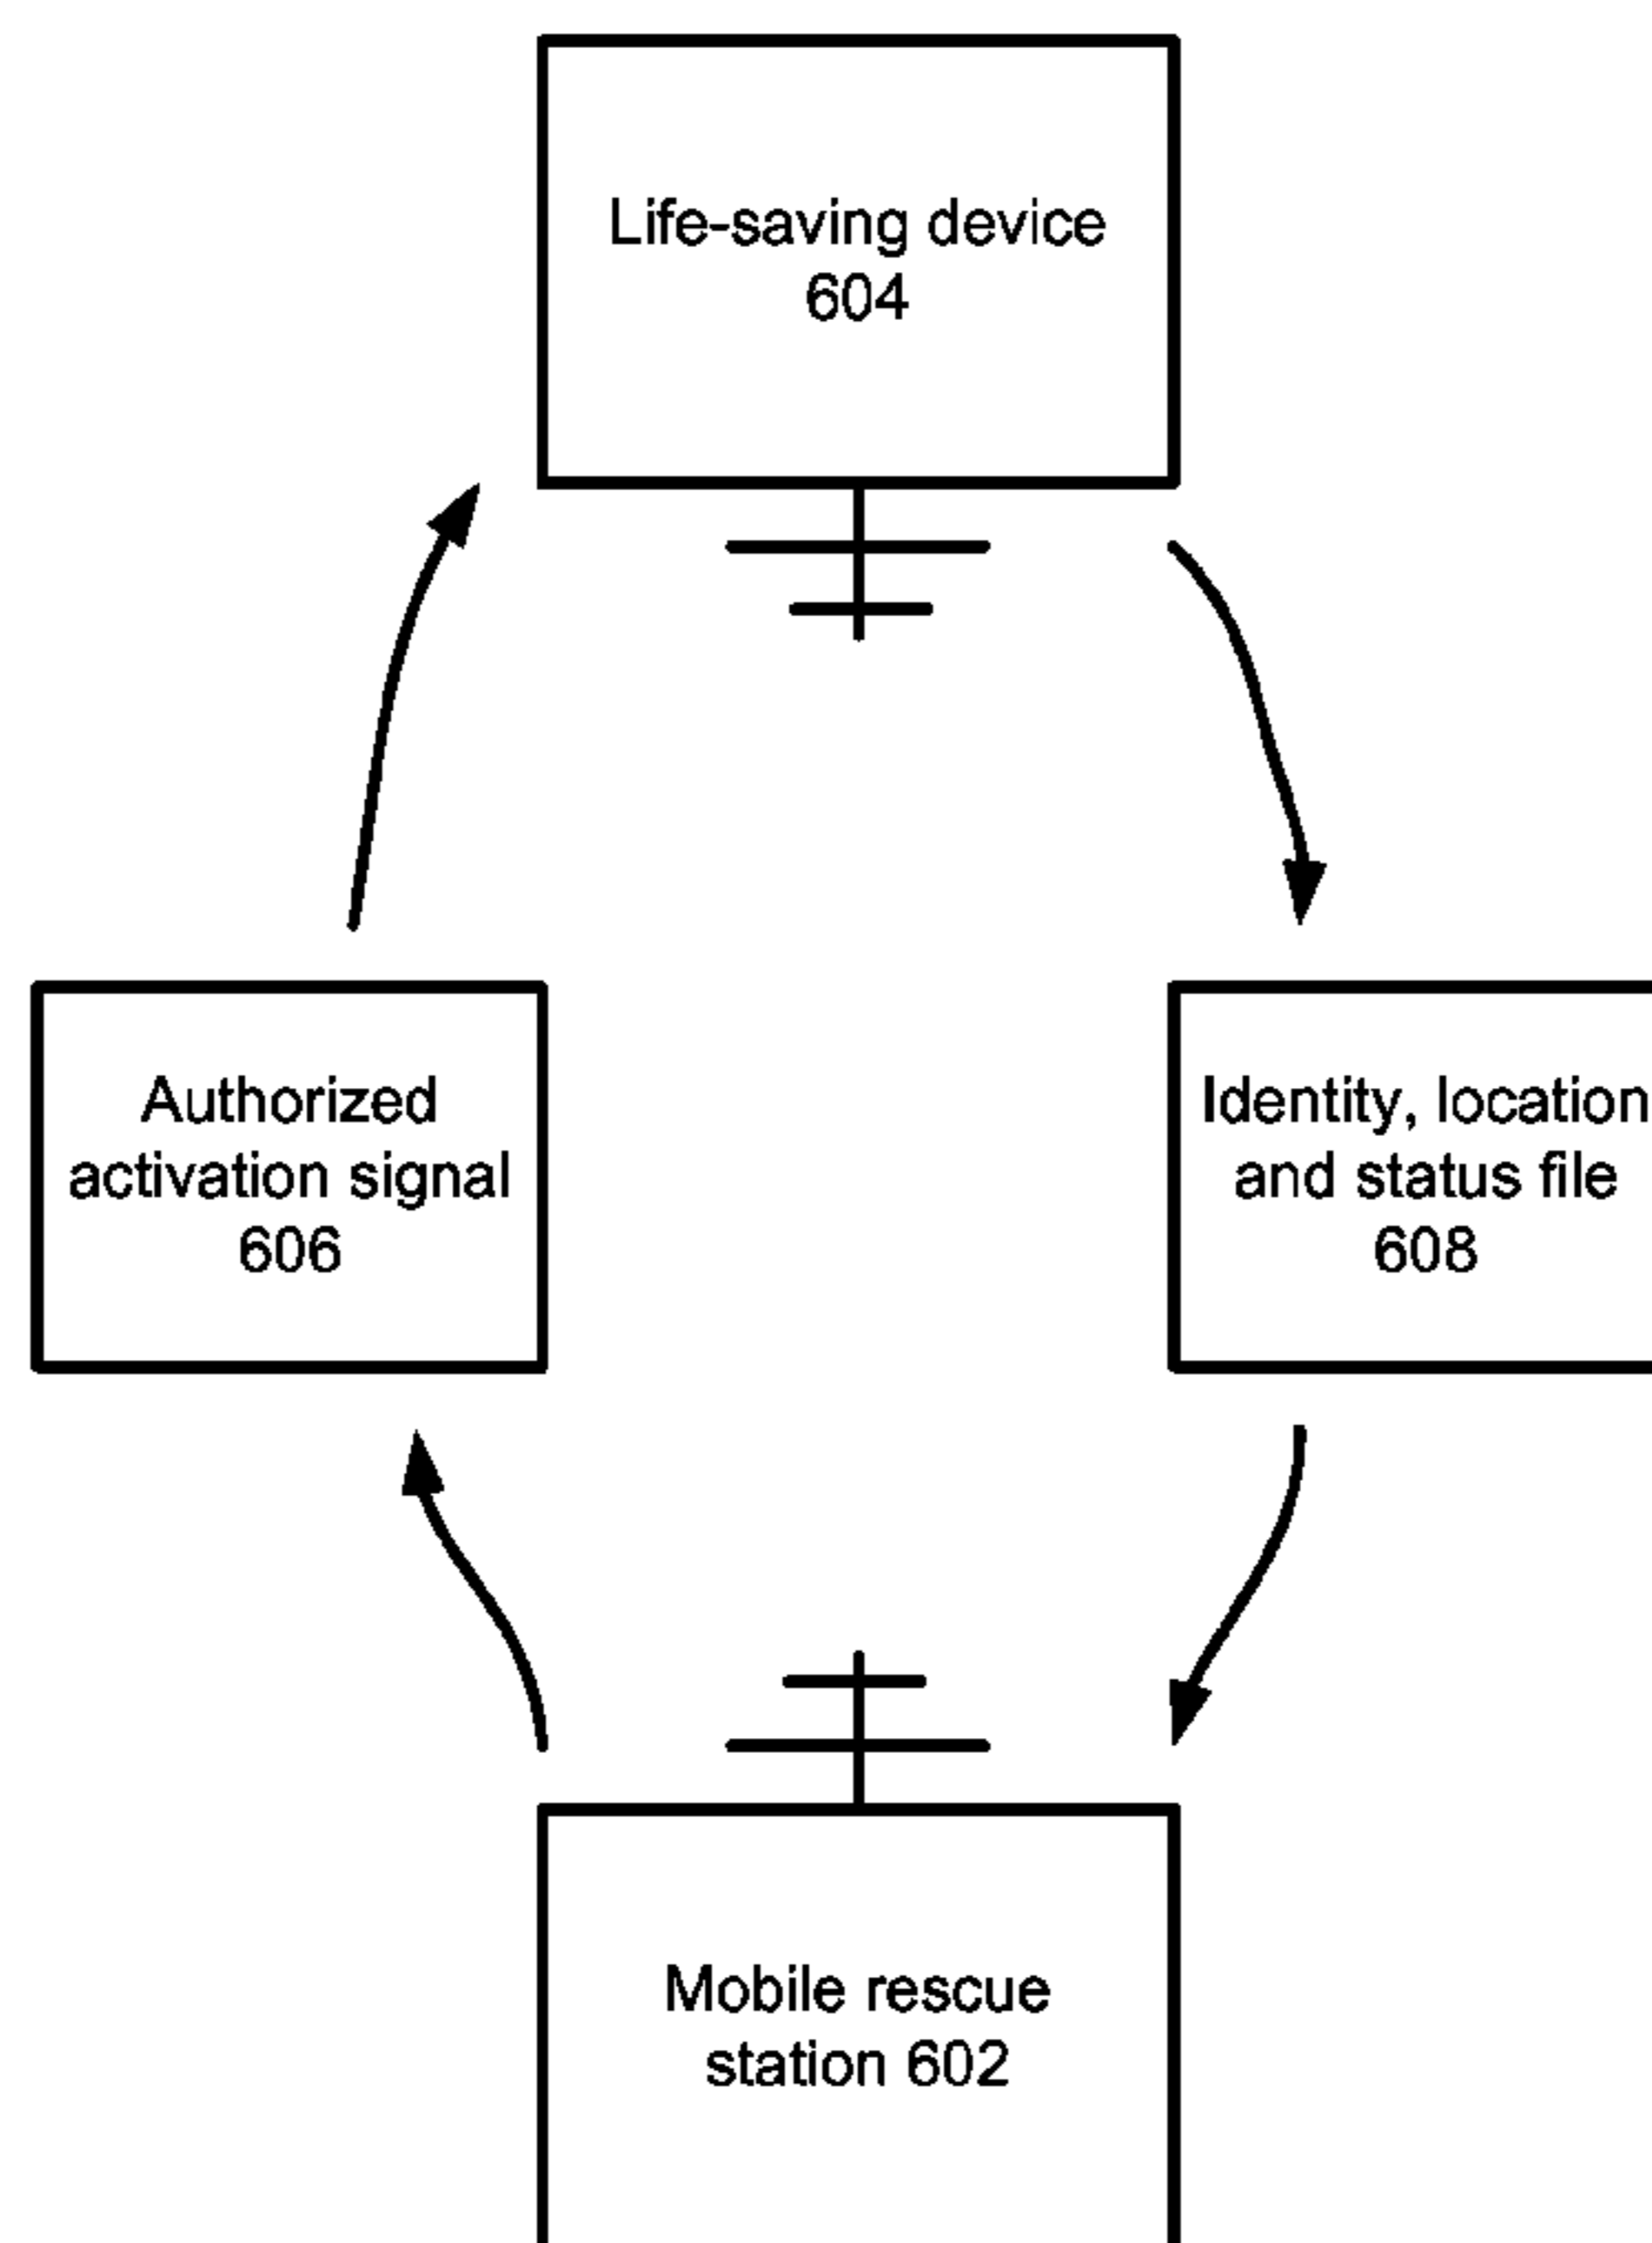 Life-saving device
604
Authorized
activation signal
606
Identity, location
and status file
608
Mobile rescue
station 602